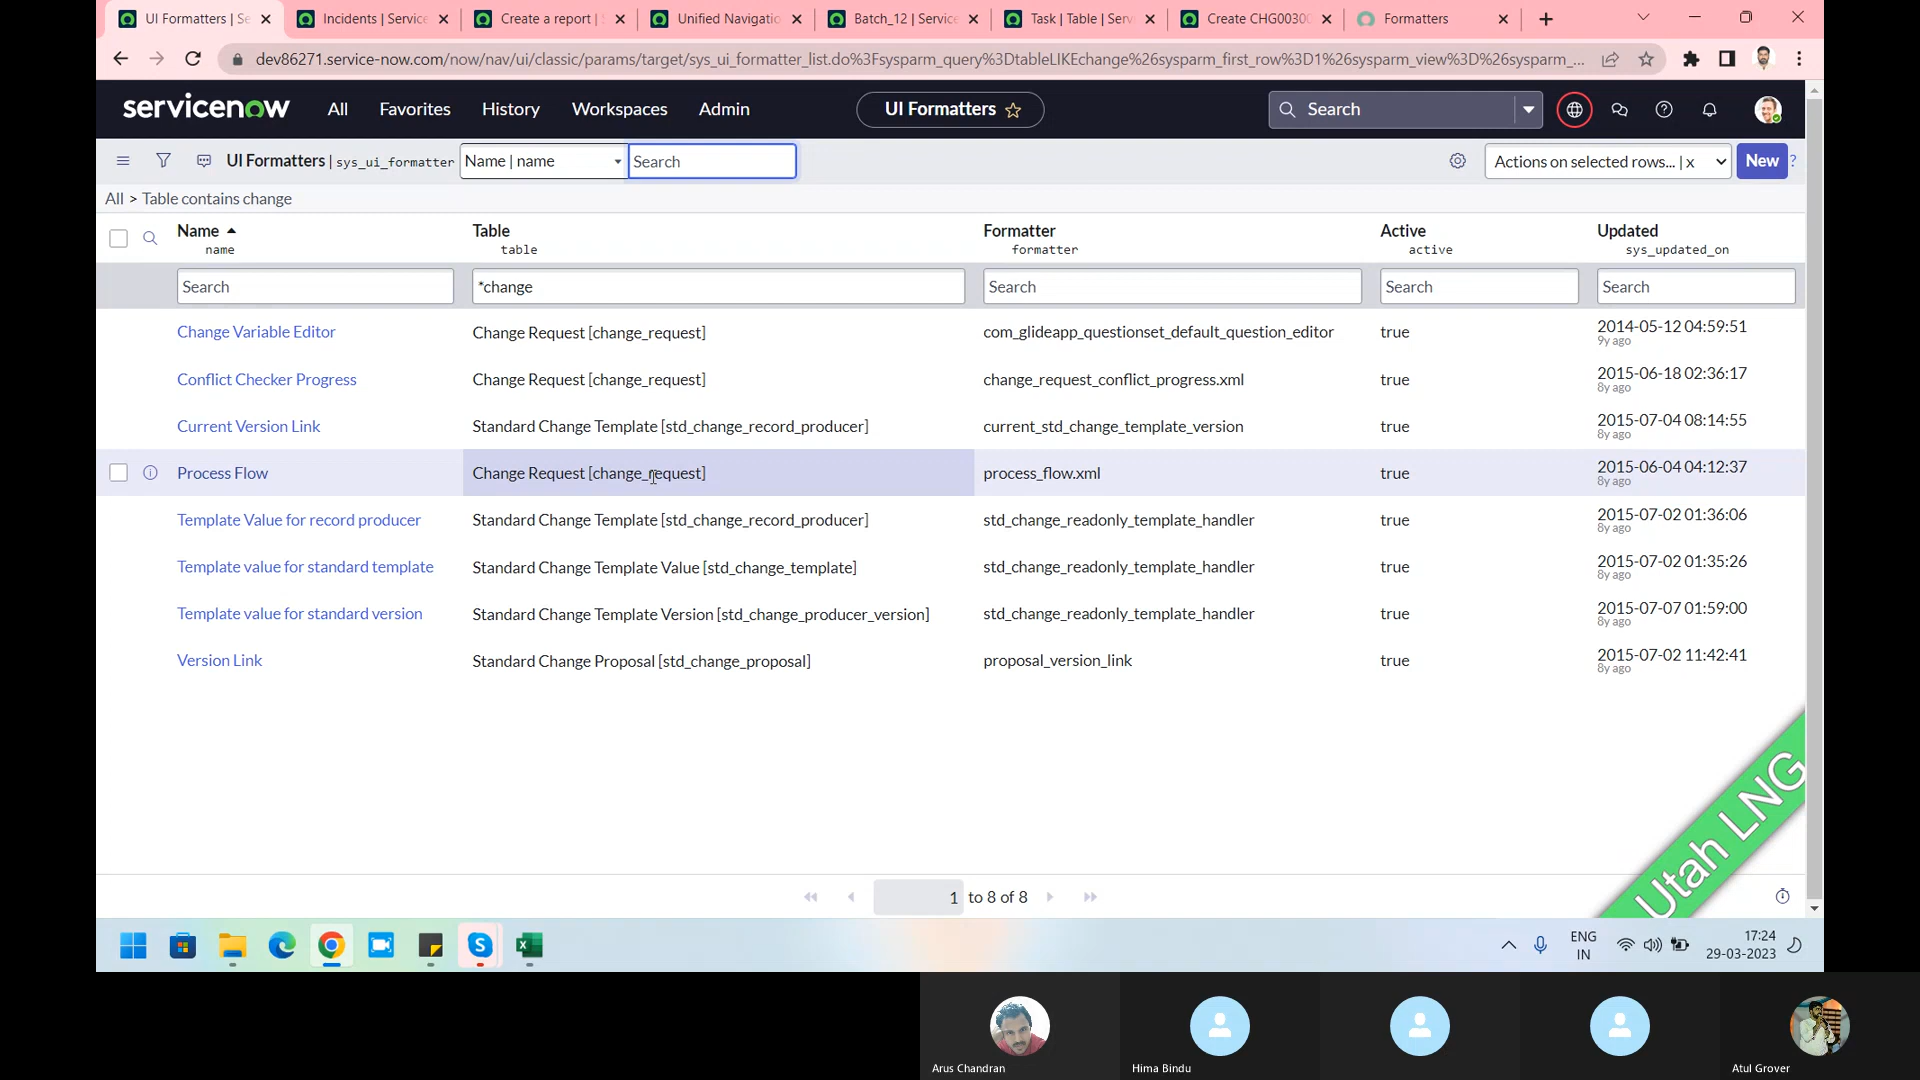 UI Formatters | Se
Incidents | Service
Create a report | S
Unified Navigatio
Batch_12 | Service
Task | Table | Serv
Create CHG00300
Formatters
dev86271.service-now.com/now/nav/ui/classic/params/target/sys_ui_formatter_list.do%3Fsysparm_query%3DtableLIKEchange%26sysparm_first_row%3D1%26sysparm_view%3D%26sysparm_...
servicenow All Favorites History Workspaces Admin UI Formatters Search
UI Formatters | sys_ui_formatter Name | name Search Actions on selected rows... | x New ?
All > Table contains change
Name Table Formatter Active Updated
name table formatter active sys_updated_on
Search *change Search Search Search
Change Variable Editor Change Request [change_request] com_glideapp_questionset_default_question_editor true 2014-05-12 04:59:51
9y ago
Conflict Checker Progress Change Request [change_request] change_request_conflict_progress.xml true 2015-06-18 02:36:17
8y ago
Current Version Link Standard Change Template [std_change_record_producer] current_std_change_template_version true 2015-07-04 08:14:55
8y ago
Process Flow Change Request [change_request] process_flow.xml true 2015-06-04 04:12:37
8y ago
Template Value for record producer Standard Change Template [std_change_record_producer] std_change_readonly_template_handler true 2015-07-02 01:36:06
8y ago
Template value for standard template Standard Change Template Value [std_change_template] std_change_readonly_template_handler true 2015-07-02 01:35:26
8y ago
Template value for standard version Standard Change Template Version [std_change_producer_version] std_change_readonly_template_handler true 2015-07-07 01:59:00
8y ago
Version Link Standard Change Proposal [std_change_proposal] proposal_version_link true 2015-07-02 11:42:41
8y ago
Utah LNG
1 to 8 of 8
ENG
IN
17:24
29-03-2023
Arus Chandran
Hima Bindu
Atul Grover